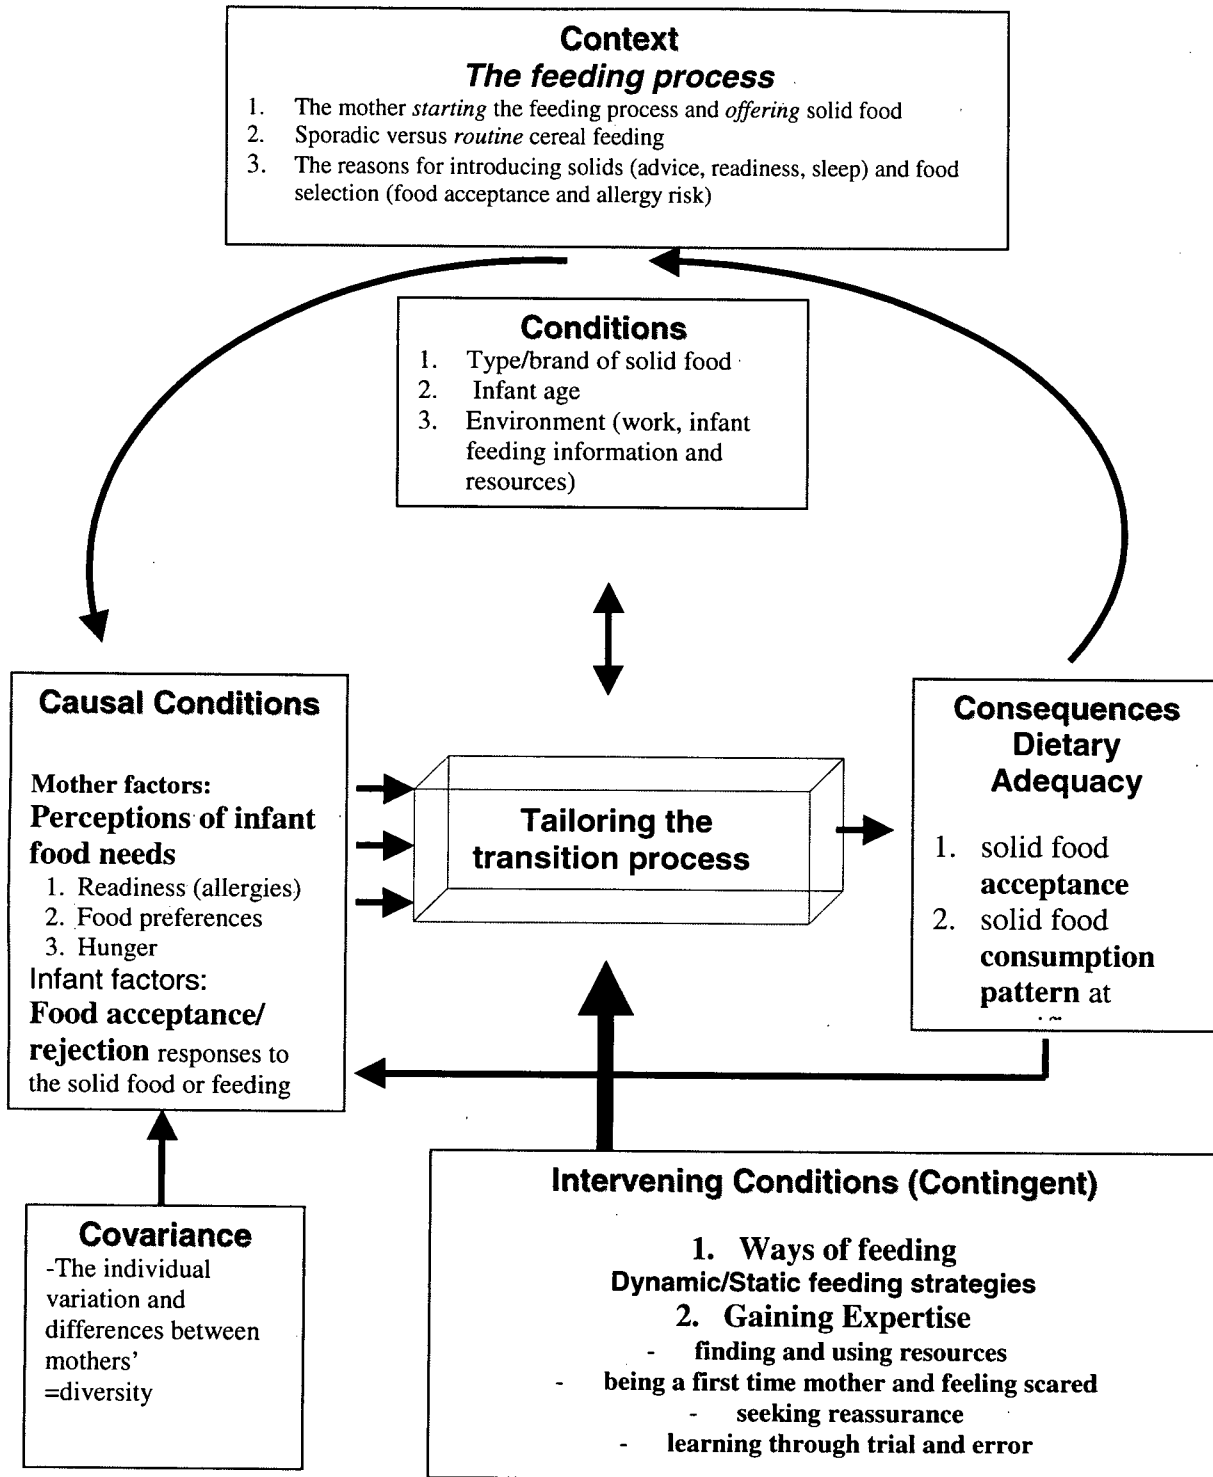 Context
The feeding process
1. The mother starting the feeding process and offering solid food
2. Sporadic versus routine cereal feeding
3. The reasons for introducing solids (advice, readiness, sleep) and food
selection (food acceptance and allergy risk)
Conditions
1. Type/brand of solid food
2. Infant age
3. Environment (work, infant
feeding information and
resources)
Causal Conditions
Mother factors:
Perceptions of infant
food needs
1. Readiness (allergies)
2. Food preferences
3. Hunger
Infant factors:
Food acceptance/
rejection responses to
the solid food or feeding
Tailoring the
transition process
Consequences
Dietary
Adequacy
1. solid food
acceptance
2. solid food
consumption
pattern at
Covariance
-The individual
variation and
differences between
mothers’
=diversity
Intervening Conditions (Contingent)
1. Ways of feeding
Dynamic/Static feeding strategies
2. Gaining Expertise
- finding and using resources
- being a first time mother and feeling scared
- seeking reassurance
- learning through trial and error